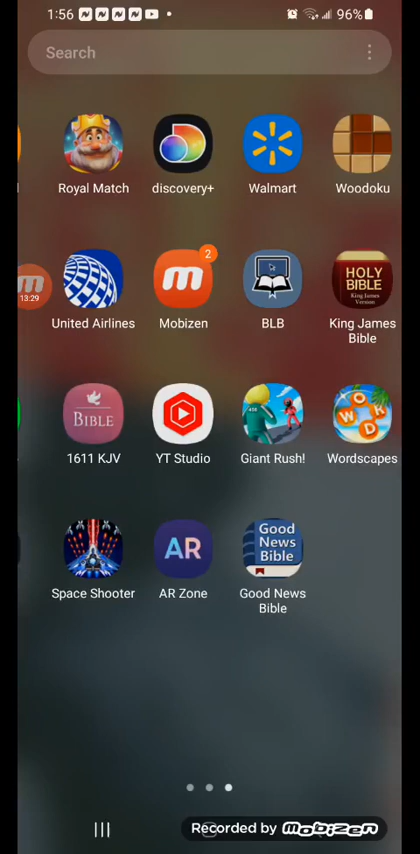 1:56
96%
Search
Royal Match
discovery+
Walmart
Woodoku
13:29
2
HOLY
BIBLE
King James
Version
United Airlines
Mobizen
BLB
King James
Bible
BIBLE
WORD
1611 KJV
YT Studio
Giant Rush!
Wordscapes
AR
Good
News
Bible
Space Shooter
AR Zone
Good News
Bible
Recorded by mobizen